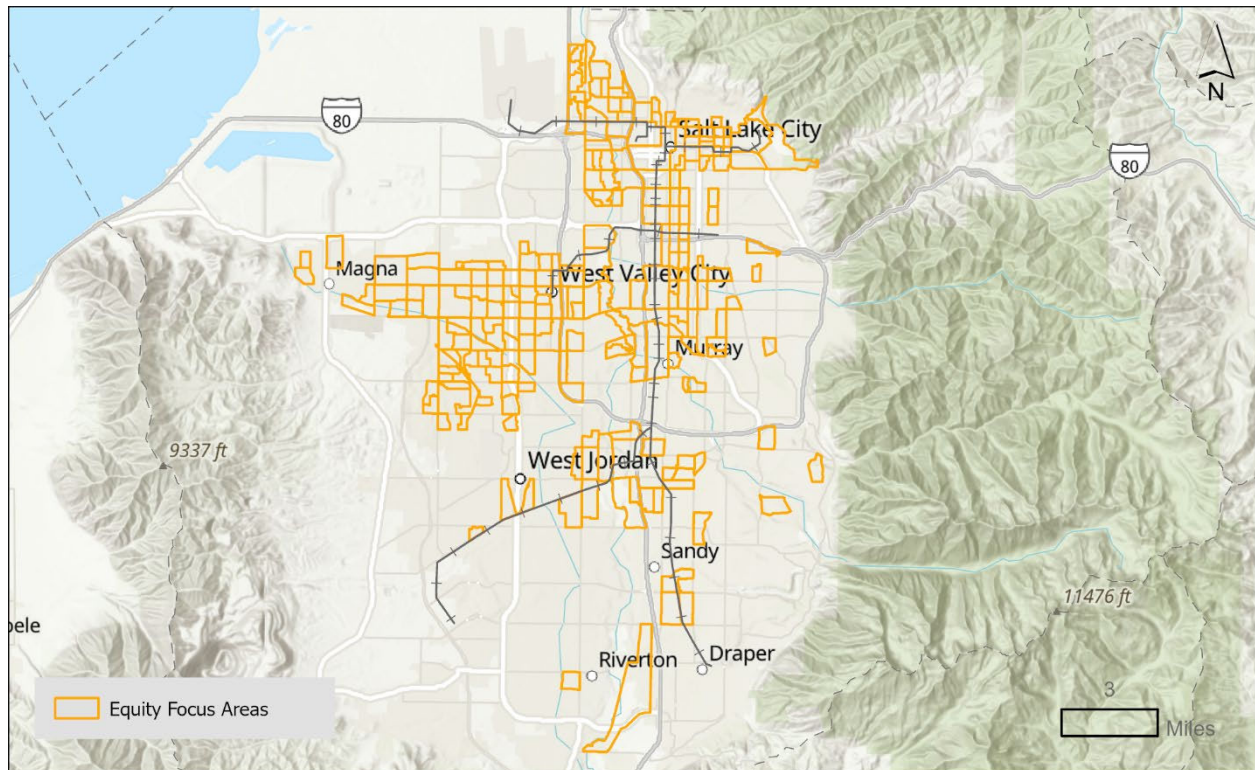 N
80
80
Salt Lake City
Magna
West Valley City
Murray
9337 ft
West Jordan
Sandy
11476 ft
pele
Riverton
Draper
3
Miles
Equity Focus Areas